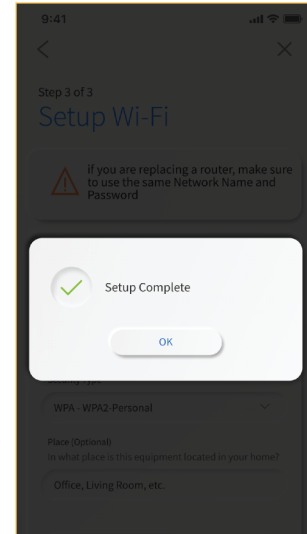 9:41
Step 3 of 3
Setup Wi-Fi
if you are replacing a router, make sure
to use the same Network Name and
Password
Setup Complete
OK
Security Type
WPA - WPA2-Personal
Place (Optional)
In what place is this equipment located in your home?
Office, Living Room, etc.